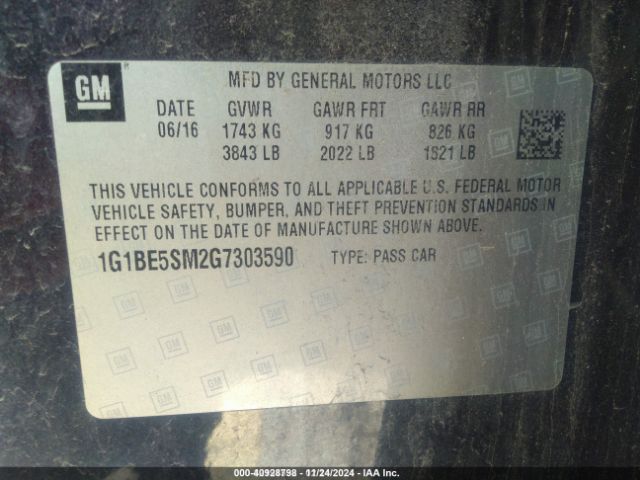 GM
MFD BY GENERAL MOTORS LLC
DATE GVWR GAWR FRT GAWR RR
06/16 1743 KG 917 KG 826 KG
3843 LB 2022 LB 1821 LB
THIS VEHICLE CONFORMS TO ALL APPLICABLE U.S. FEDERAL MOTOR
VEHICLE SAFETY, BUMPER, AND THEFT PREVENTION STANDARDS IN
EFFECT ON THE DATE OF MANUFACTURE SHOWN ABOVE.
1G1BE5SM2G7303590 TYPE: PASS CAR
000-40928798 - 11/24/2024 - IAA Inc.